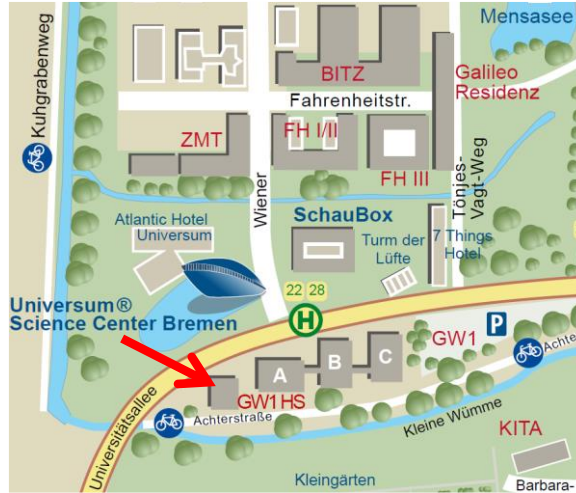 Mensasee
Kuhgrabenweg
BITZ
Galileo
Residenz
Fahrenheitstr.
ZMT
FH I/II
FH III
Wiener
Tönjes-
Vagt-Weg
Atlantic Hotel
Universum
SchauBox
Turm der
Lüfte
7 Things
Hotel
Universum®
Science Center Bremen
22 28
H
P
GW1
A
B
C
GW1 HS
Achter
Achterstraße
Universitätsallee
Kleine Wümme
KITA
Kleingärten
Barbara-